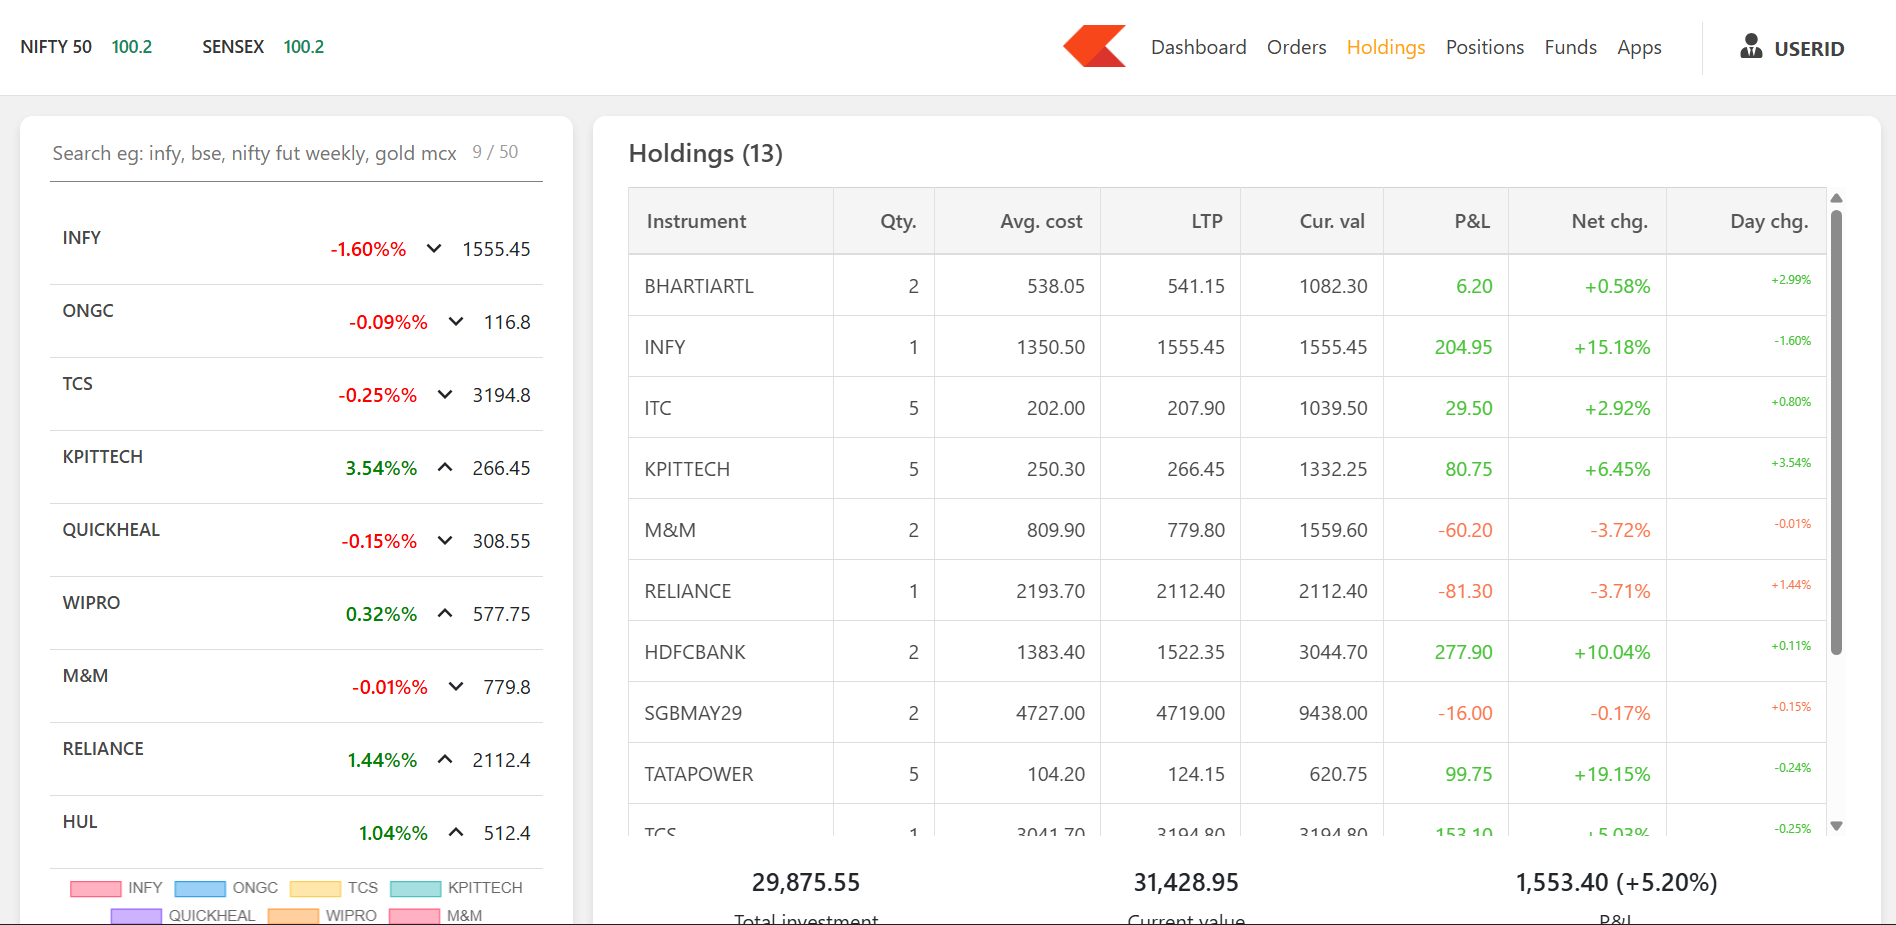 NIFTY 50 100.2 SENSEX 100.2 Dashboard Orders Holdings Positions Funds Apps USERID
Search eg: infy, bse, nifty fut weekly, gold mcx 9 / 50
INFY -1.60%% 1555.45
ONGC -0.09%% 116.8
TCS -0.25%% 3194.8
KPITTECH 3.54%% 266.45
QUICKHEAL -0.15%% 308.55
WIPRO 0.32%% 577.75
M&M -0.01%% 779.8
RELIANCE 1.44%% 2112.4
HUL 1.04%% 512.4
INFY ONGC TCS KPITTECH
QUICKHEAL WIPRO M&M
Holdings (13)
Instrument Qty. Avg. cost LTP Cur. val P&L Net chg. Day chg.
BHARTIARTL 2 538.05 541.15 1082.30 6.20 +0.58% +2.99%
INFY 1 1350.50 1555.45 1555.45 204.95 +15.18% -1.60%
ITC 5 202.00 207.90 1039.50 29.50 +2.92% +0.80%
KPITTECH 5 250.30 266.45 1332.25 80.75 +6.45% +3.54%
M&M 2 809.90 779.80 1559.60 -60.20 -3.72% -0.01%
RELIANCE 1 2193.70 2112.40 2112.40 -81.30 -3.71% +1.44%
HDFCBANK 2 1383.40 1522.35 3044.70 277.90 +10.04% +0.11%
SGBMAY29 2 4727.00 4719.00 9438.00 -16.00 -0.17% +0.15%
TATAPOWER 5 104.20 124.15 620.75 99.75 +19.15% -0.24%
TCS 1 3041.70 3194.80 3194.80 153.10 +5.03% -0.25%
29,875.55 31,428.95 1,553.40 (+5.20%)
Total investment Current value P&L